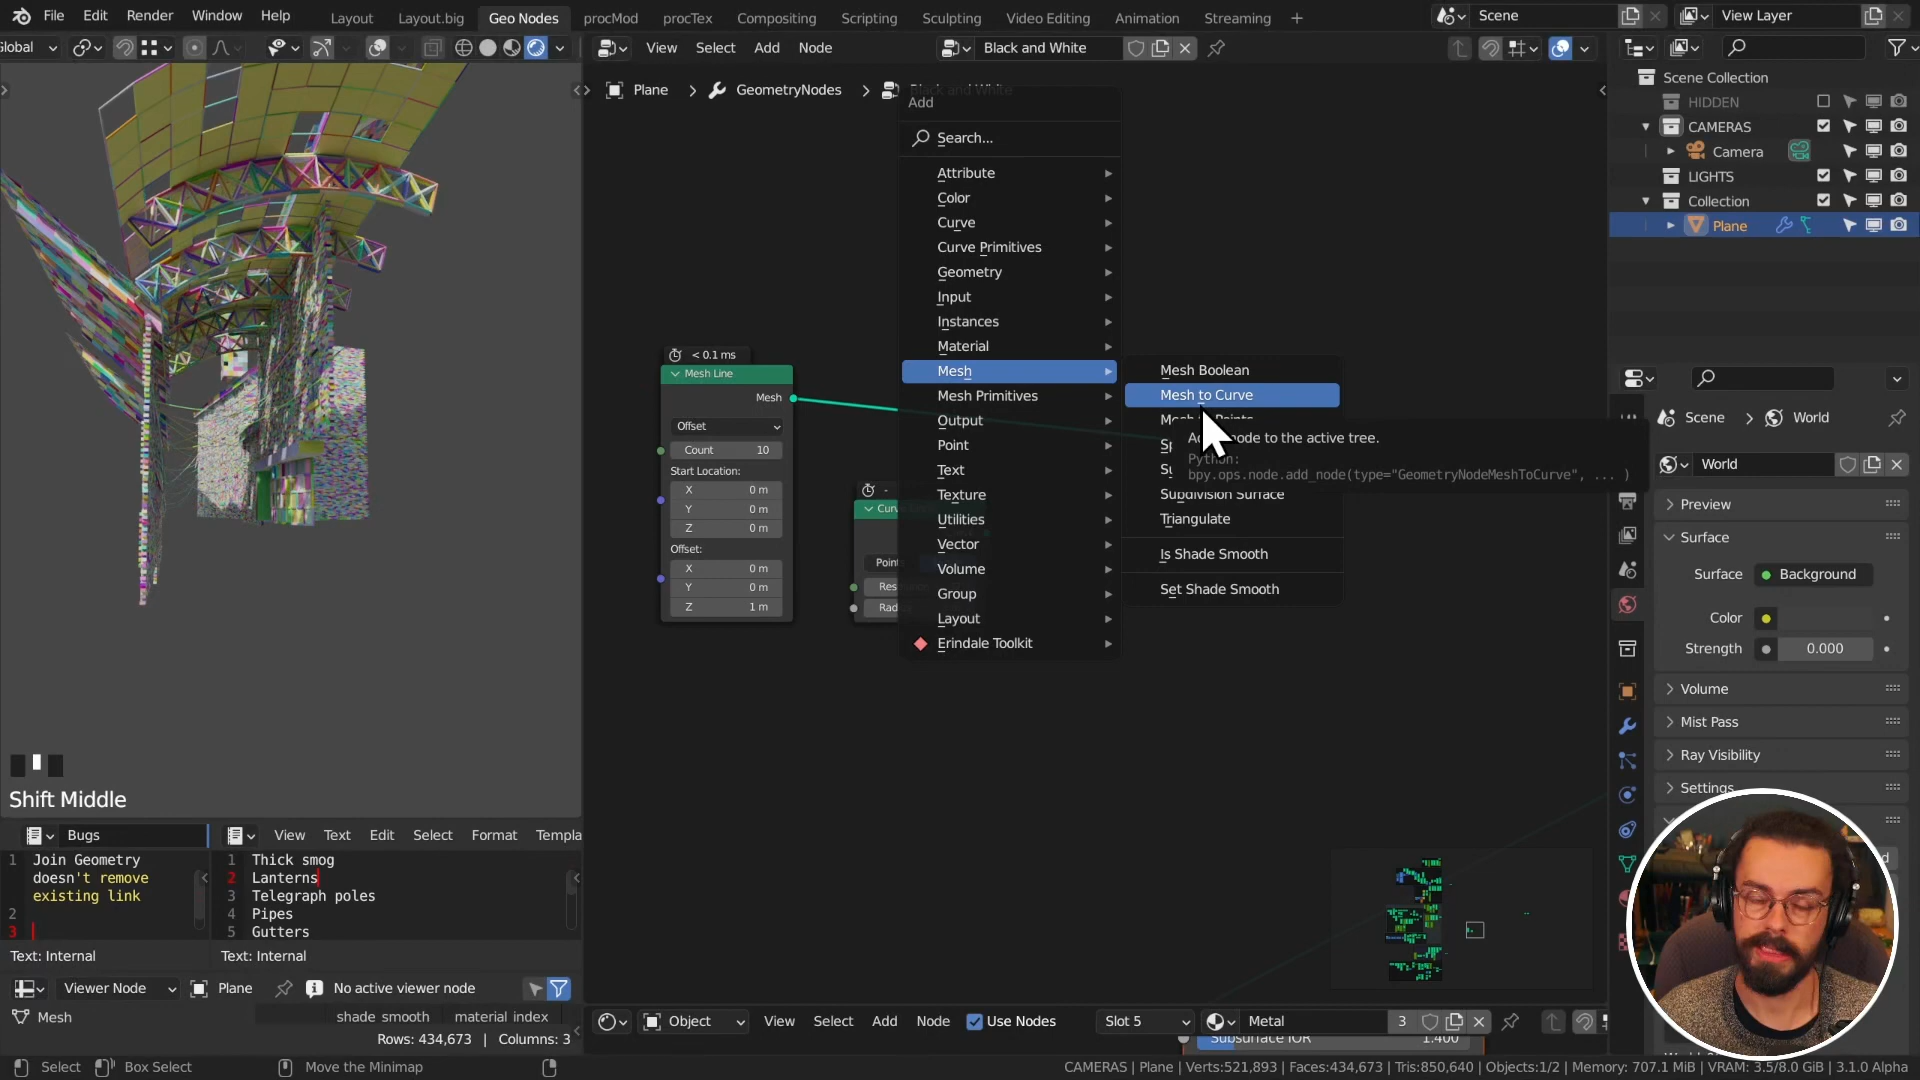 File Edit Render Window Help
Layout Layout.big Geo Nodes procMod procTex Compositing Scripting Sculpting Video Editing Animation Streaming +
Scene
View Layer
View Select Add Node
Black and White
Plane > GeometryNodes >
Add
Search...
Attribute
Color
Curve
Curve Primitives
Geometry
Input
Instances
Material
Mesh
Mesh Primitives
Output
Point
Text
Texture
Utilities
Vector
Volume
Group
Layout
Erindale Toolkit
Mesh Boolean
Mesh to Curve
node to the active tree.
Python:
bpy.ops.node.add_node(type="GeometryNodeMeshToCurve", ... )
Subdivision Surface
Triangulate
Is Shade Smooth
Set Shade Smooth
< 0.1 ms
Mesh Line
Mesh
Offset
Count 10
Start Location:
X 0 m
Y 0 m
Z 0 m
Offset:
X 0 m
Y 0 m
Z 1 m
Scene Collection
HIDDEN
CAMERAS
Camera
LIGHTS
Collection
Plane
Scene > World
World
Preview
Surface
Surface Background
Color
Strength 0.000
Volume
Mist Pass
Ray Visibility
Settings
Shift Middle
Bugs
1 Join Geometry
doesn't remove
existing link
2
3
View Text Edit Select Format Templa
1 Thick smog
2 Lanterns
3 Telegraph poles
4 Pipes
5 Gutters
Text: Internal
Text: Internal
Viewer Node Plane No active viewer node
Mesh shade smooth material index
Rows: 434,673 | Columns: 3
Object View Select Add Node Use Nodes Slot 5 Metal 3
Subsurface IOR 1.400
Select Box Select Move the Minimap
CAMERAS | Plane | Verts:521,893 | Faces:434,673 | Tris:850,640 | Objects:1/2 | Memory: 707.1 MiB | VRAM: 3.5/8.0 GiB | 3.1.0 Alpha